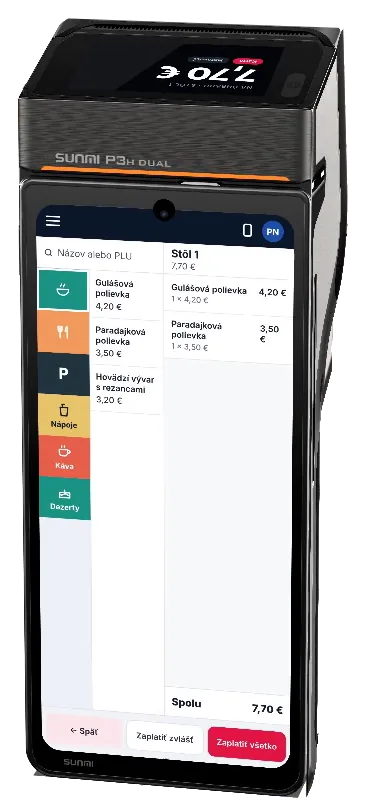 7,70 €
SUNMI P3H DUAL
PN
Názov alebo PLU
Stôl 1
7,70 €
Gulášová
polievka
4,20 €
Paradajková
polievka
3,50 €
Hovädzí vývar
s rezancami
3,20 €
P
Nápoje
Káva
Dezerty
Gulášová polievka 4,20 €
1 × 4,20 €
Paradajková 3,50
polievka €
1 × 3,50 €
Spolu 7,70 €
← Späť
Zaplatiť zvlášť
Zaplatiť všetko
SUNMI